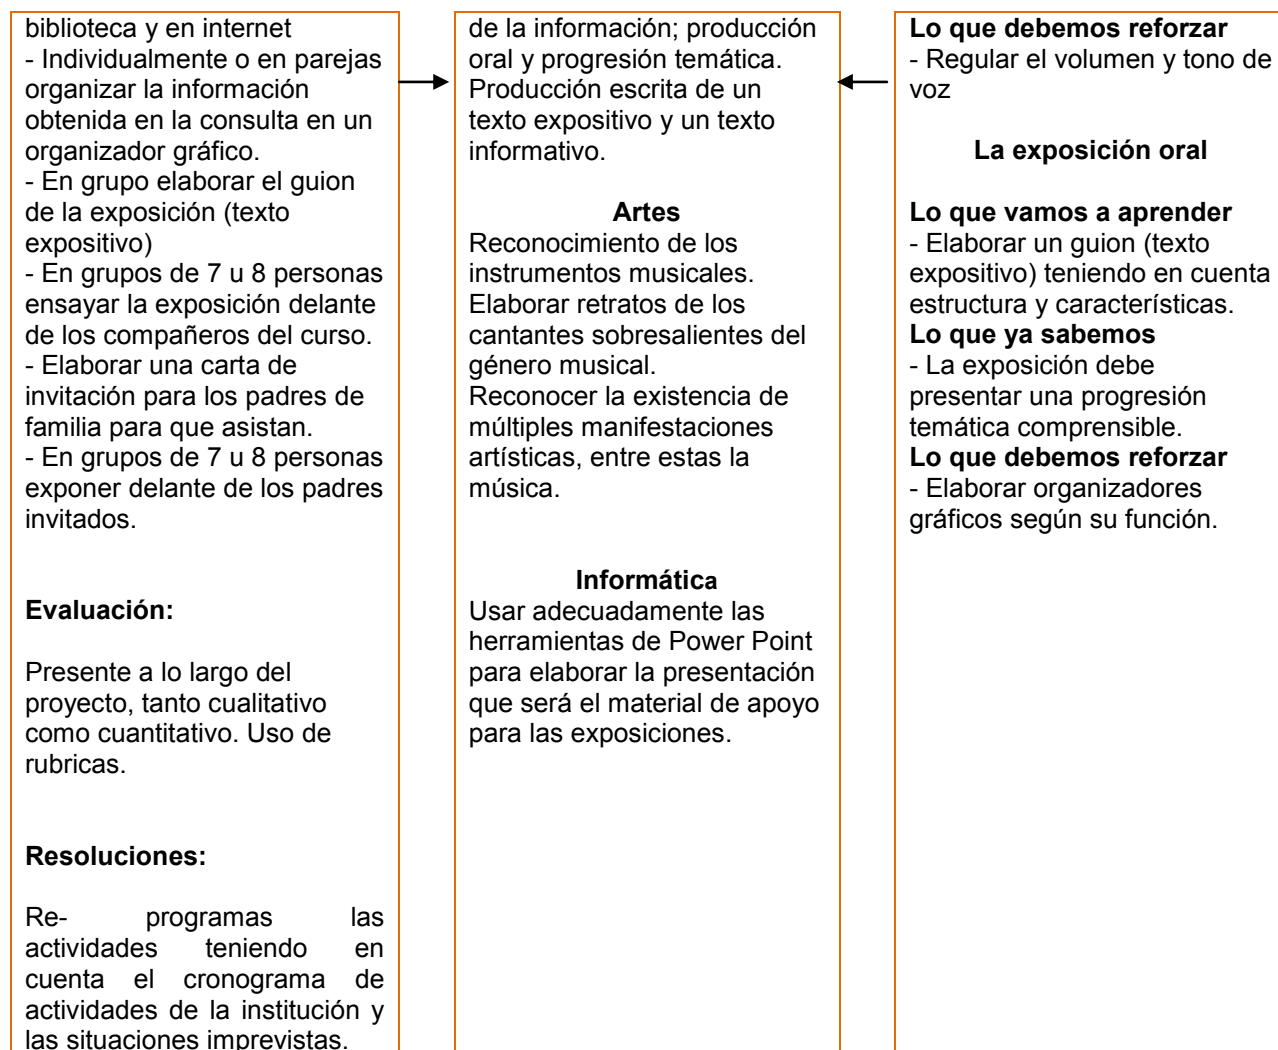 biblioteca y en internet
- Individualmente o en parejas
organizar la información
obtenida en la consulta en un
organizador gráfico.
- En grupo elaborar el guion
de la exposición (texto
expositivo)
- En grupos de 7 u 8 personas
ensayar la exposición delante
de los compañeros del curso.
- Elaborar una carta de
invitación para los padres de
familia para que asistan.
- En grupos de 7 u 8 personas
exponer delante de los padres
invitados.
Evaluación:
Presente a lo largo del
proyecto, tanto cualitativo
como cuantitativo. Uso de
rubricas.
Resoluciones:
Re- programas las
actividades teniendo en
cuenta el cronograma de
actividades de la institución y
las situaciones imprevistas.
de la información; producción
oral y progresión temática.
Producción escrita de un
texto expositivo y un texto
informativo.
Artes
Reconocimiento de los
instrumentos musicales.
Elaborar retratos de los
cantantes sobresalientes del
género musical.
Reconocer la existencia de
múltiples manifestaciones
artísticas, entre estas la
música.
Informática
Usar adecuadamente las
herramientas de Power Point
para elaborar la presentación
que será el material de apoyo
para las exposiciones.
Lo que debemos reforzar
- Regular el volumen y tono de
voz
La exposición oral
Lo que vamos a aprender
- Elaborar un guion (texto
expositivo) teniendo en cuenta
estructura y características.
Lo que ya sabemos
- La exposición debe
presentar una progresión
temática comprensible.
Lo que debemos reforzar
- Elaborar organizadores
gráficos según su función.